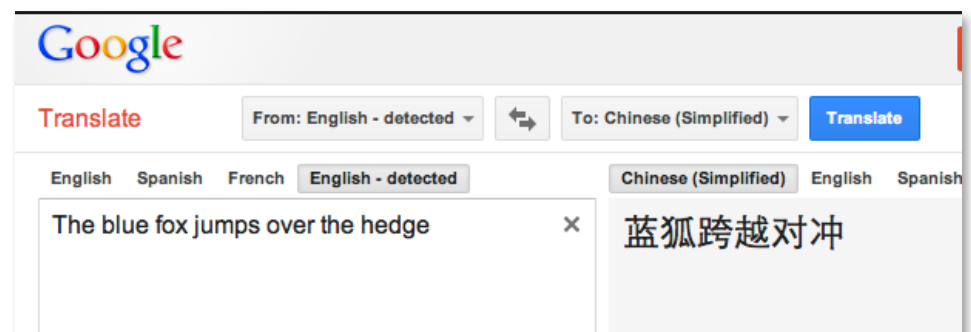 Google
Translate From: English - detected To: Chinese (Simplified) Translate
English Spanish French English - detected Chinese (Simplified) English Spanish
The blue fox jumps over the hedge 蓝狐跨越对冲